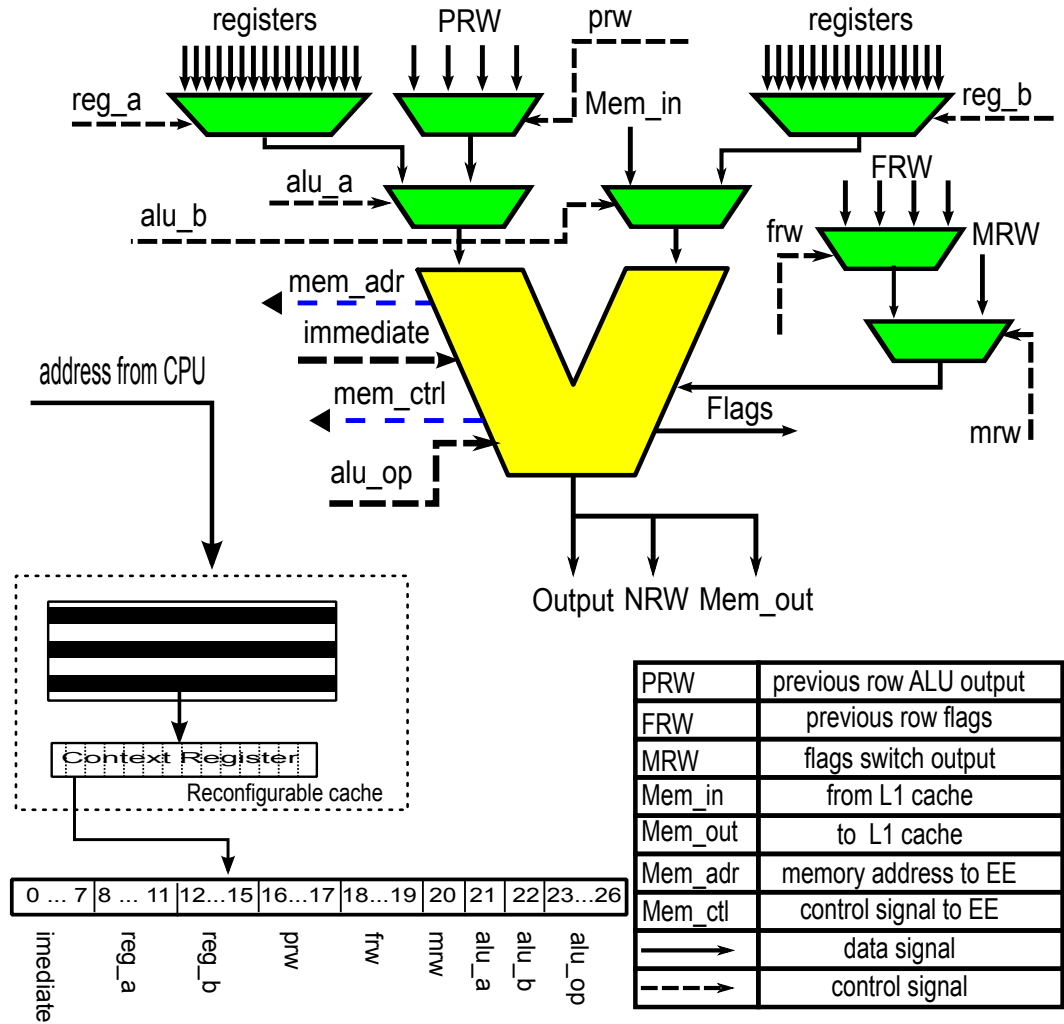 registers
PRW
prw
registers
reg_a
Mem_in
reg_b
alu_a
FRW
alu_b
frw
MRW
mem_adr
immediate
address from CPU
mem_ctrl
Flags
mrw
alu_op
Output NRW Mem_out
Context Register
Reconfigurable cache
PRW previous row ALU output
FRW previous row flags
MRW flags switch output
Mem_in from L1 cache
Mem_out to L1 cache
Mem_adr memory address to EE
Mem_ctl control signal to EE
data signal
control signal
0 ... 7 8 ... 11 12...15 16...17 18...19 20 21 22 23...26
imediate
reg_a
reg_b
prw
frw
mrw
alu_a
alu_b
alu_op